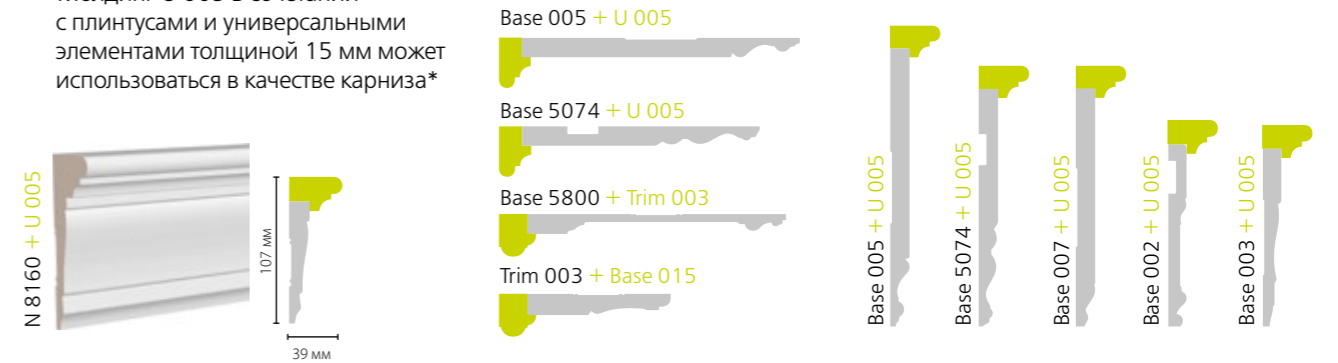 с плинтусами и универсальными
элементами толщиной 15 мм может
использоваться в качестве карниза*
N 8160 + U 005
107 мм
39 мм
Base 005 + U 005
Base 5074 + U 005
Base 5800 + Trim 003
Trim 003 + Base 015
Base 005 + U 005
Base 5074 + U 005
Base 007 + U 005
Base 002 + U 005
Base 003 + U 005